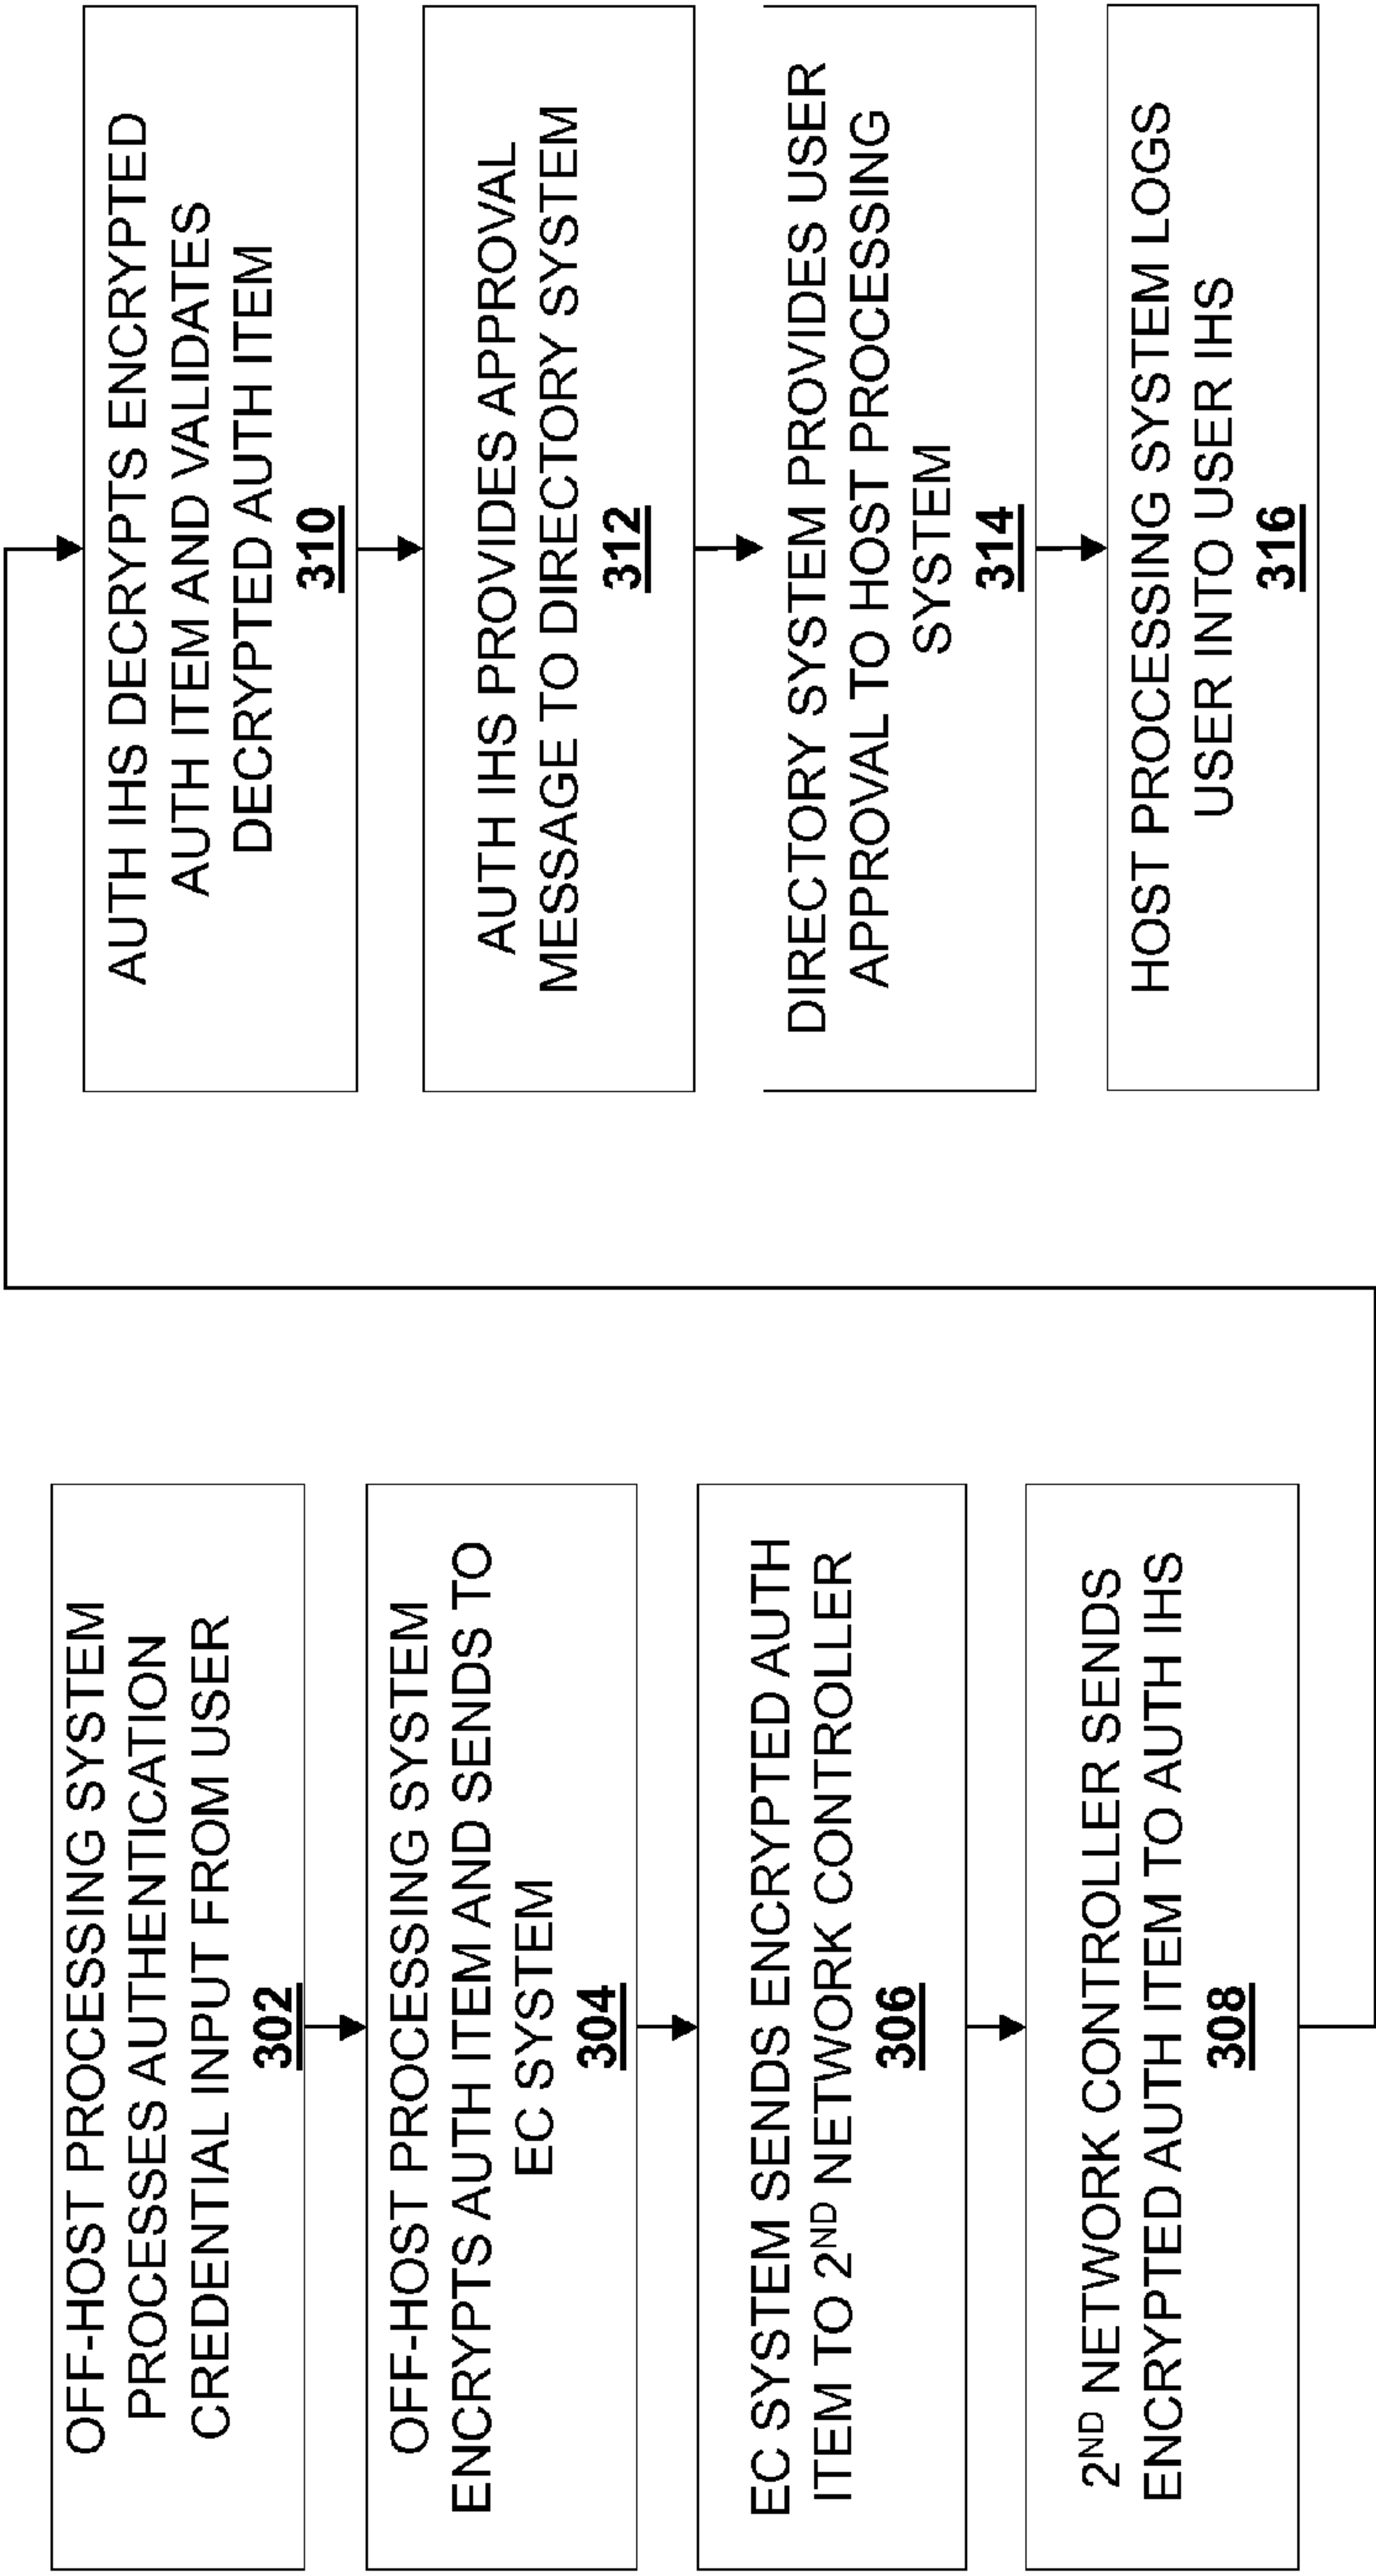 OFF-HOST PROCESSING SYSTEM
PROCESSES AUTHENTICATION
CREDENTIAL INPUT FROM USER
302
OFF-HOST PROCESSING SYSTEM
ENCRYPTS AUTH ITEM AND SENDS TO
EC SYSTEM
304
EC SYSTEM SENDS ENCRYPTED AUTH
ITEM TO 2ND NETWORK CONTROLLER
306
2ND NETWORK CONTROLLER SENDS
ENCRYPTED AUTH ITEM TO AUTH IHS
308
AUTH IHS DECRYPTS ENCRYPTED
AUTH ITEM AND VALIDATES
DECRYPTED AUTH ITEM
310
AUTH IHS PROVIDES APPROVAL
MESSAGE TO DIRECTORY SYSTEM
312
DIRECTORY SYSTEM PROVIDES USER
APPROVAL TO HOST PROCESSING
SYSTEM
314
HOST PROCESSING SYSTEM LOGS
USER INTO USER IHS
316